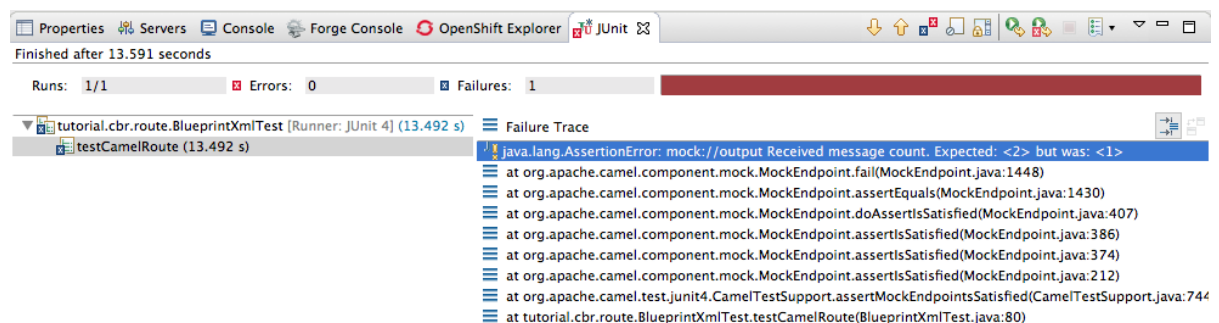 Properties Servers Console Forge Console OpenShift Explorer JUnit
Finished after 13.591 seconds
Runs: 1/1 Errors: 0 Failures: 1
tutorial.cbr.route.BlueprintXmlTest [Runner: JUnit 4] (13.492 s)
testCamelRoute (13.492 s)
Failure Trace
java.lang.AssertionError: mock://output Received message count. Expected: <2> but was: <1>
at org.apache.camel.component.mock.MockEndpoint.fail(MockEndpoint.java:1448)
at org.apache.camel.component.mock.MockEndpoint.assertEquals(MockEndpoint.java:1430)
at org.apache.camel.component.mock.MockEndpoint.doAssertIsSatisfied(MockEndpoint.java:407)
at org.apache.camel.component.mock.MockEndpoint.assertIsSatisfied(MockEndpoint.java:386)
at org.apache.camel.component.mock.MockEndpoint.assertIsSatisfied(MockEndpoint.java:374)
at org.apache.camel.component.mock.MockEndpoint.assertIsSatisfied(MockEndpoint.java:212)
at org.apache.camel.test.junit4.CamelTestSupport.assertMockEndpointsSatisfied(CamelTestSupport.java:744
at tutorial.cbr.route.BlueprintXmlTest.testCamelRoute(BlueprintXmlTest.java:80)